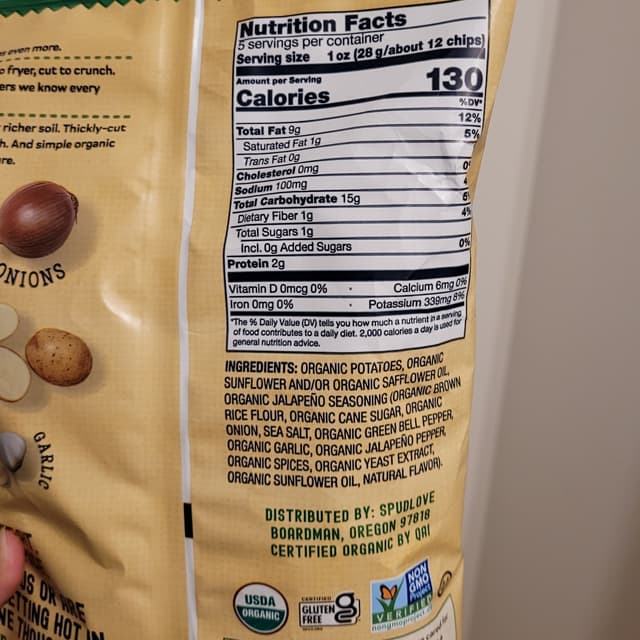 even more.
fryer, cut to crunch.
ers we know every
richer soil. Thickly-cut
h. And simple organic
re.
ONIONS
GARLIC
Nutrition Facts
5 servings per container
Serving size 1 oz (28 g/about 12 chips)
Amount per Serving
Calories 130
%DV*
Total Fat 9g 12%
Saturated Fat 1g 5%
Trans Fat 0g
Cholesterol 0mg 0
Sodium 100mg
Total Carbohydrate 15g
Dietary Fiber 1g 4%
Total Sugars 1g
Incl. 0g Added Sugars 0%
Protein 2g
Vitamin D 0mcg 0% • Calcium 6mg 0%
Iron 0mg 0% • Potassium 339mg 8%
*The % Daily Value (DV) tells you how much a nutrient in a serving
of food contributes to a daily diet. 2,000 calories a day is used for
general nutrition advice.
INGREDIENTS: ORGANIC POTATOES, ORGANIC
SUNFLOWER AND/OR ORGANIC SAFFLOWER OIL,
ORGANIC JALAPEÑO SEASONING (ORGANIC BROWN
RICE FLOUR, ORGANIC CANE SUGAR, ORGANIC
ONION, SEA SALT, ORGANIC GREEN BELL PEPPER,
ORGANIC GARLIC, ORGANIC JALAPEÑO PEPPER,
ORGANIC SPICES, ORGANIC YEAST EXTRACT,
ORGANIC SUNFLOWER OIL, NATURAL FLAVOR).
DISTRIBUTED BY: SPUDLOVE
BOARDMAN, OREGON 97818
CERTIFIED ORGANIC BY QAI
USDA
ORGANIC
CERTIFIED
GLUTEN
FREE
NON
GMO
VERIFIED
nongmoproject.org